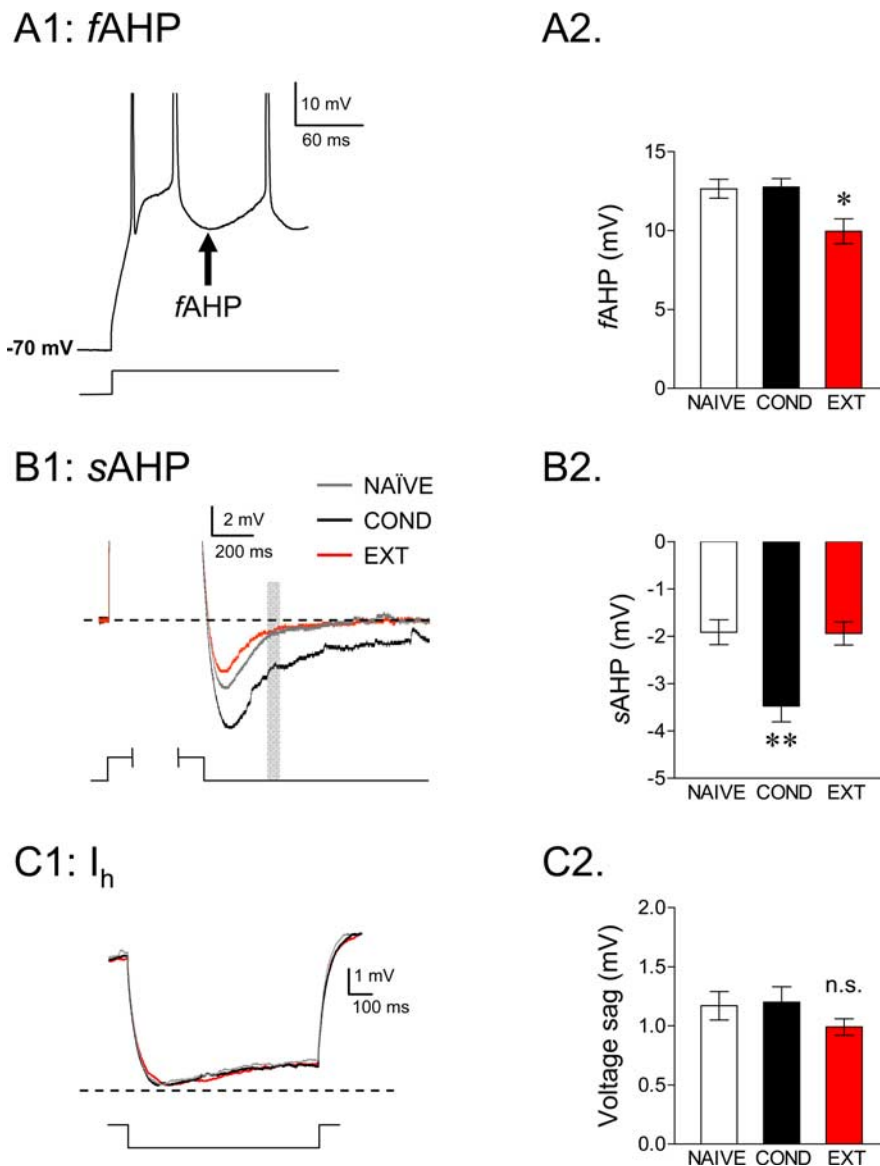 A1: fAHP
A2.
10 mV
60 ms
fAHP
-70 mV
15
10
5
0
fAHP (mV)
*
NAIVE COND EXT
B1: sAHP
B2.
NAÏVE
COND
EXT
2 mV
200 ms
0
-1
-2
-3
-4
-5
sAHP (mV)
**
NAIVE COND EXT
C1: Ih
C2.
1 mV
100 ms
2.0
1.5
1.0
0.5
0.0
Voltage sag (mV)
n.s.
NAIVE COND EXT